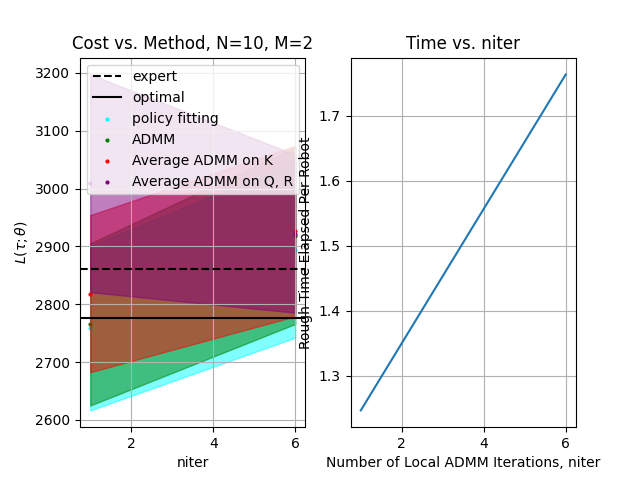 Cost vs. Method, N=10, M=2
L(τ; θ)
3200
3100
3000
2900
2800
2700
2600
expert
optimal
policy fitting
ADMM
Average ADMM on K
Average ADMM on Q, R
2 4 6
niter
Time vs. niter
Rough Time Elapsed Per Robot
1.7
1.6
1.5
1.4
1.3
2 4 6
Number of Local ADMM Iterations, niter